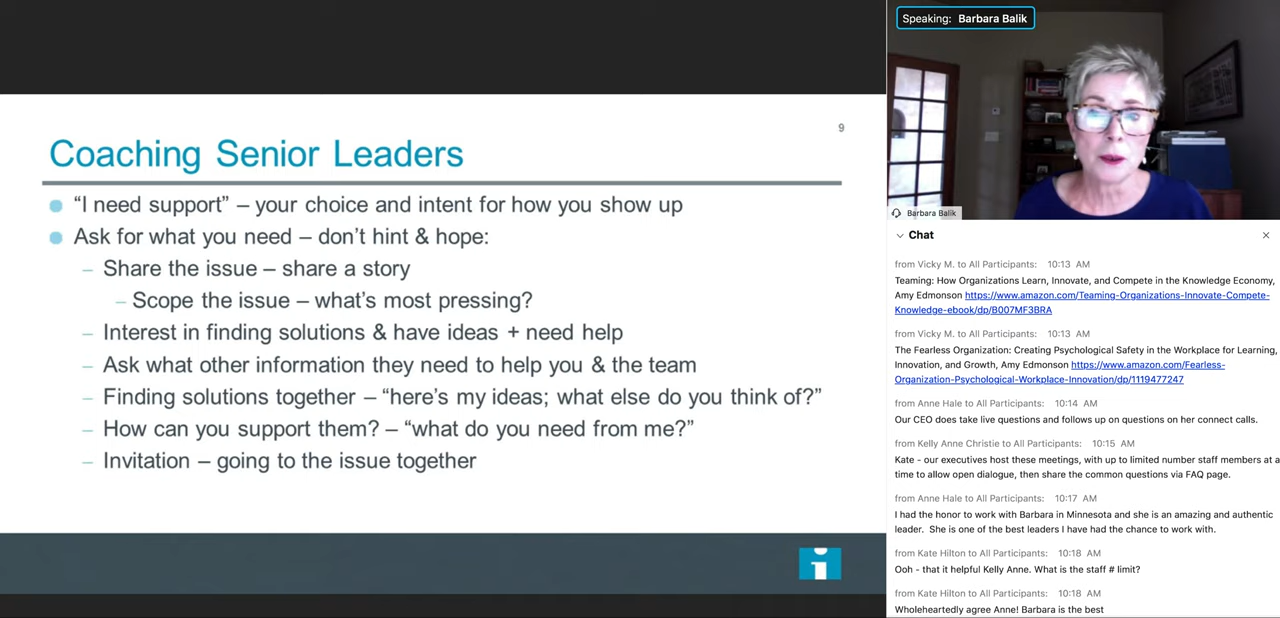 9
Coaching Senior Leaders
“I need support” – your choice and intent for how you show up
Ask for what you need – don’t hint & hope:
– Share the issue – share a story
– Scope the issue – what’s most pressing?
– Interest in finding solutions & have ideas + need help
– Ask what other information they need to help you & the team
– Finding solutions together – “here’s my ideas; what else do you think of?”
– How can you support them? – “what do you need from me?”
– Invitation – going to the issue together
i
Speaking: Barbara Balik
Barbara Balik
Chat
from Vicky M. to All Participants: 10:13 AM
Teaming: How Organizations Learn, Innovate, and Compete in the Knowledge Economy,
Amy Edmonson https://www.amazon.com/Teaming-Organizations-Innovate-Compete-
Knowledge-ebook/dp/B007MF3BRA
from Vicky M. to All Participants: 10:13 AM
The Fearless Organization: Creating Psychological Safety in the Workplace for Learning,
Innovation, and Growth, Amy Edmonson https://www.amazon.com/Fearless-
Organization-Psychological-Workplace-Innovation/dp/1119477247
from Anne Hale to All Participants: 10:14 AM
Our CEO does take live questions and follows up on questions on her connect calls.
from Kelly Anne Christie to All Participants: 10:15 AM
Kate - our executives host these meetings, with up to limited number staff members at a
time to allow open dialogue, then share the common questions via FAQ page.
from Anne Hale to All Participants: 10:17 AM
I had the honor to work with Barbara in Minnesota and she is an amazing and authentic
leader. She is one of the best leaders I have had the chance to work with.
from Kate Hilton to All Participants: 10:18 AM
Ooh - that it helpful Kelly Anne. What is the staff # limit?
from Kate Hilton to All Participants: 10:18 AM
Wholeheartedly agree Anne! Barbara is the best